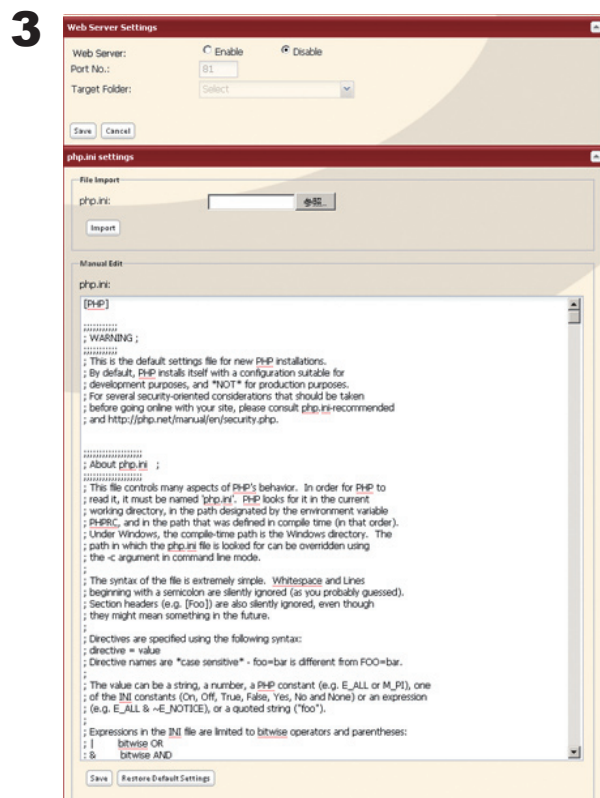 3
Web Server Settings
Web Server: Enable Disable
Port No.: 81
Target Folder: Select
Save Cancel
php.ini settings
File Import
php.ini: 参照...
Import
Manual Edit
php.ini:
[PHP]
;;;;;;;;;;;
; WARNING ;
;;;;;;;;;;;
; This is the default settings file for new PHP installations.
; By default, PHP installs itself with a configuration suitable for
; development purposes, and *NOT* for production purposes.
; For several security-oriented considerations that should be taken
; before going online with your site, please consult php.ini-recommended
; and http://php.net/manual/en/security.php.
;;;;;;;;;;;;;;;;;;;
; About php.ini ;
;;;;;;;;;;;;;;;;;;;
; This file controls many aspects of PHP's behavior. In order for PHP to
; read it, it must be named 'php.ini'. PHP looks for it in the current
; working directory, in the path designated by the environment variable
; PHPRC, and in the path that was defined in compile time (in that order).
; Under Windows, the compile-time path is the Windows directory. The
; path in which the php.ini file is looked for can be overridden using
; the -c argument in command line mode.
;
; The syntax of the file is extremely simple. Whitespace and Lines
; beginning with a semicolon are silently ignored (as you probably guessed).
; Section headers (e.g. [Foo]) are also silently ignored, even though
; they might mean something in the future.
;
; Directives are specified using the following syntax:
; directive = value
; Directive names are *case sensitive* - foo=bar is different from FOO=bar.
;
; The value can be a string, a number, a PHP constant (e.g. E_ALL or M_PI), one
; of the INI constants (On, Off, True, False, Yes, No and None) or an expression
; (e.g. E_ALL & ~E_NOTICE), or a quoted string ("foo").
;
; Expressions in the INI file are limited to bitwise operators and parentheses:
; | bitwise OR
; & bitwise AND
Save Restore Default Settings